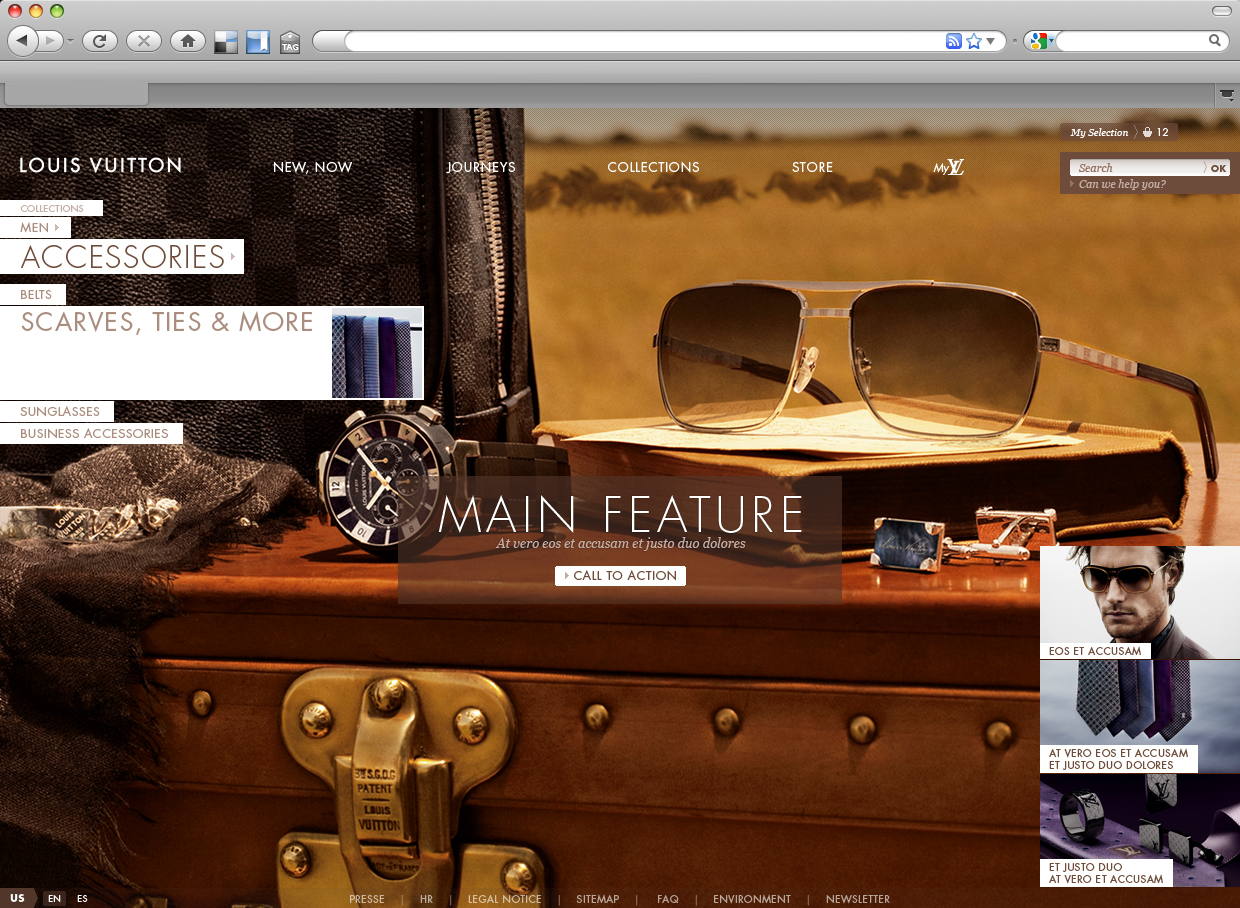 TAG
My Selection 12
LOUIS VUITTON
NEW, NOW
JOURNEYS
COLLECTIONS
STORE
My LV
Search
OK
Can we help you?
COLLECTIONS
MEN
ACCESSORIES
BELTS
SCARVES, TIES & MORE
SUNGLASSES
BUSINESS ACCESSORIES
MAIN FEATURE
At vero eos et accusam et justo duo dolores
CALL TO ACTION
EOS ET ACCUSAM
AT VERO EOS ET ACCUSAM
ET JUSTO DUO DOLORES
ET JUSTO DUO
AT VERO ET ACCUSAM
PATENT
LOUIS
VUITTON
US
EN
ES
PRESSE | HR | LEGAL NOTICE | SITEMAP | FAQ | ENVIRONMENT | NEWSLETTER